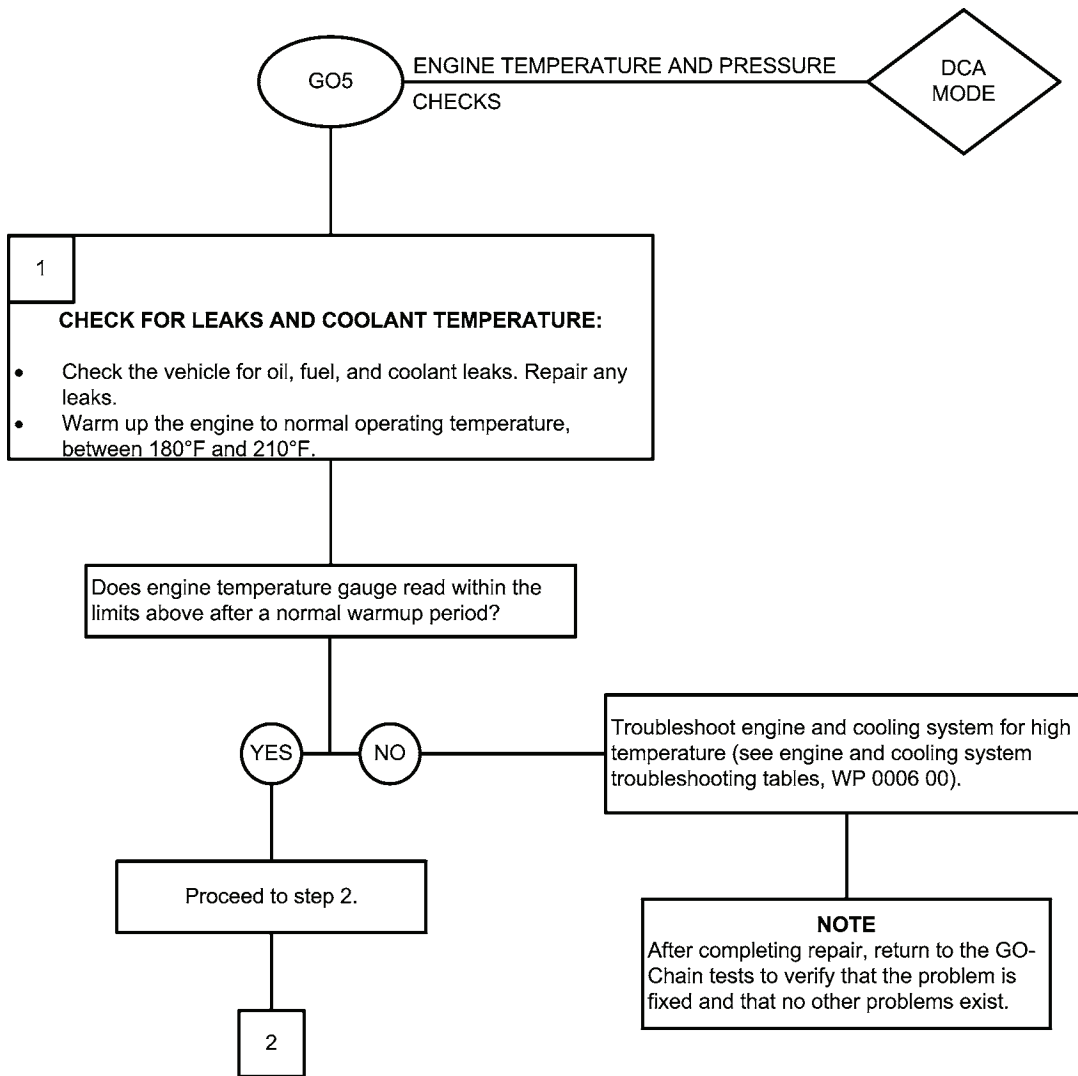 GO5
ENGINE TEMPERATURE AND PRESSURE
CHECKS
DCA
MODE
1
CHECK FOR LEAKS AND COOLANT TEMPERATURE:
• Check the vehicle for oil, fuel, and coolant leaks. Repair any
leaks.
• Warm up the engine to normal operating temperature,
between 180°F and 210°F.
Does engine temperature gauge read within the
limits above after a normal warmup period?
YES
NO
Troubleshoot engine and cooling system for high
temperature (see engine and cooling system
troubleshooting tables, WP 0006 00).
Proceed to step 2.
NOTE
After completing repair, return to the GO-
Chain tests to verify that the problem is
fixed and that no other problems exist.
2